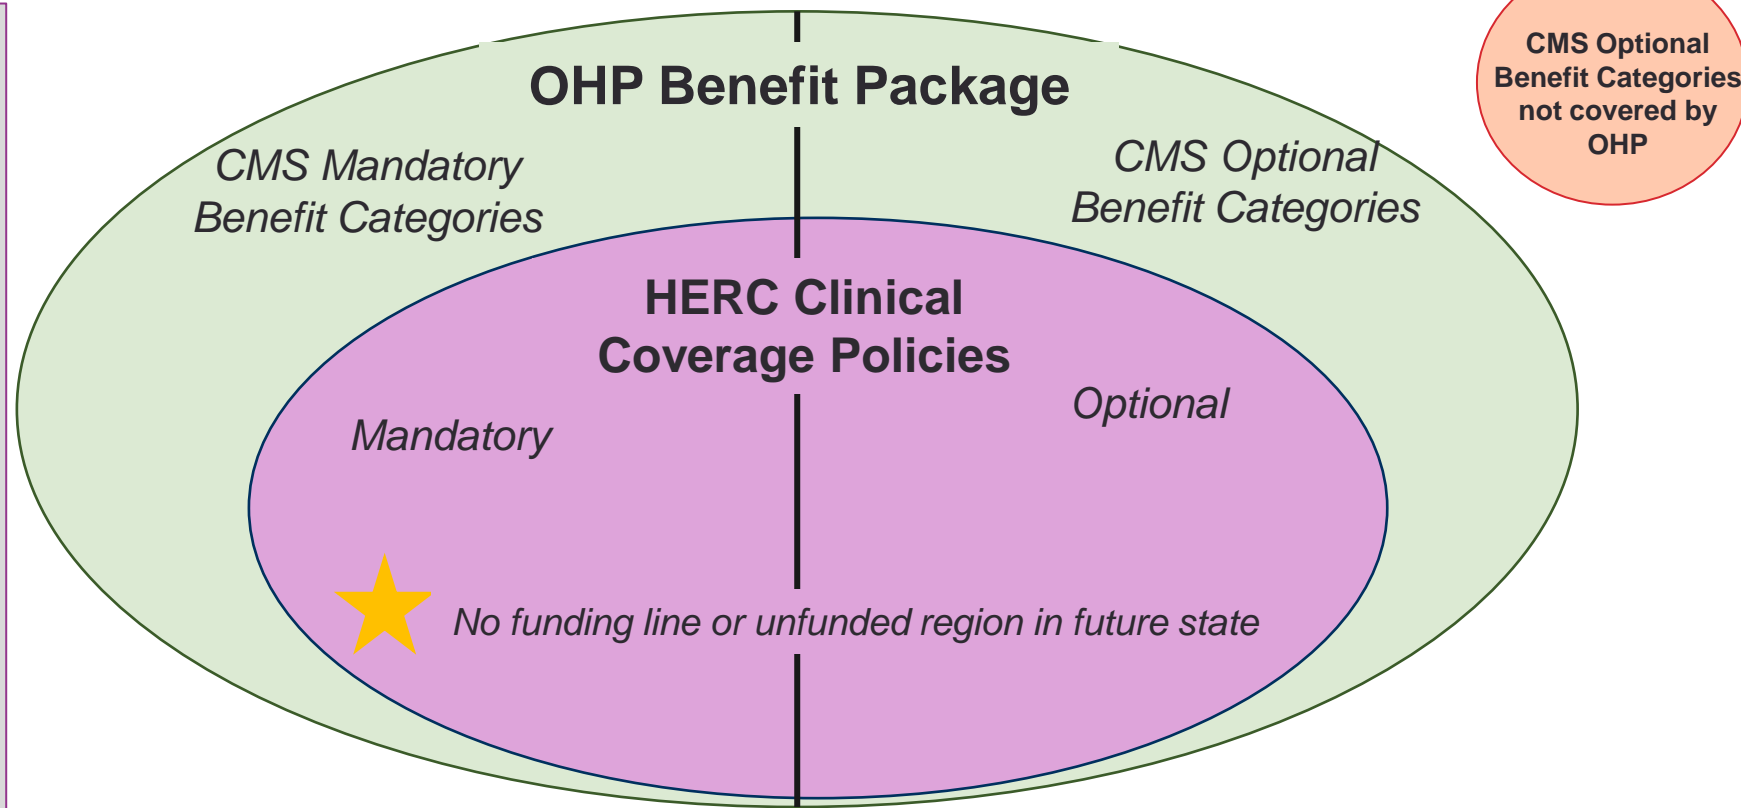 OHP Benefit Package
CMS Mandatory
Benefit Categories
CMS Optional
Benefit Categories
CMS Optional
Benefit Categories
not covered by
OHP
HERC Clinical
Coverage Policies
Mandatory
Optional
No funding line or unfunded region in future state